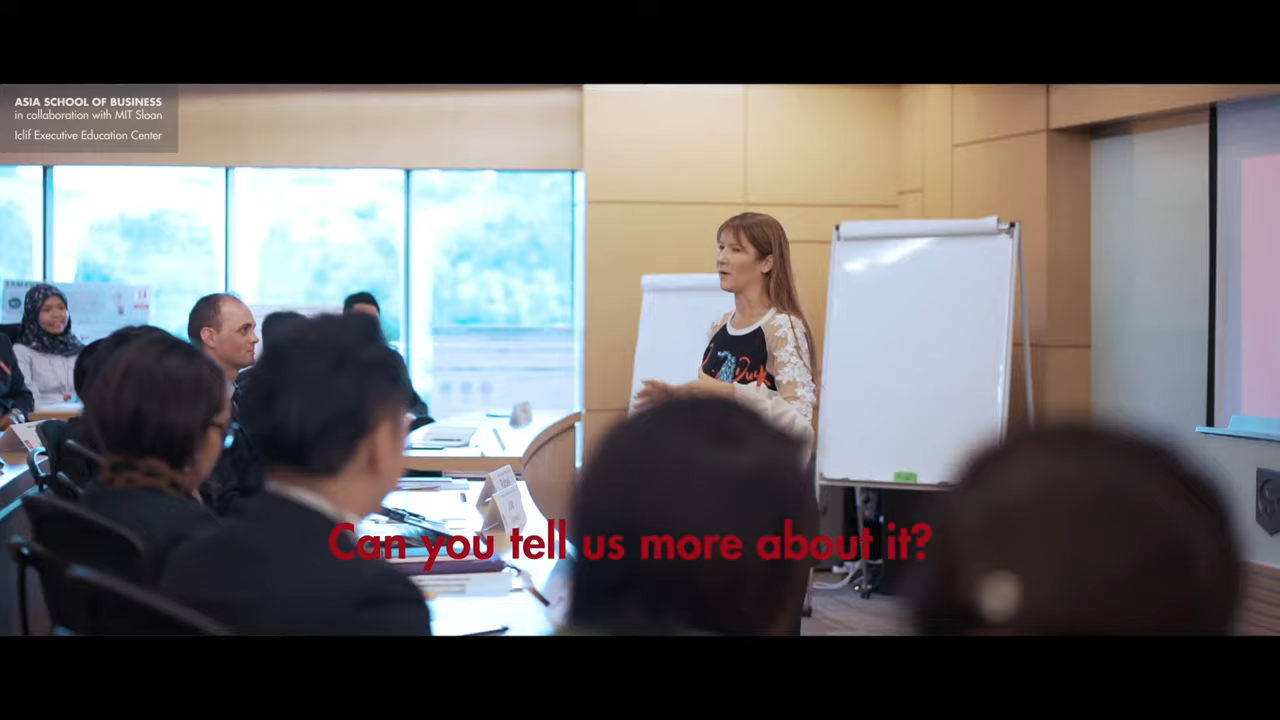 ASIA SCHOOL OF BUSINESS
in collaboration with MIT Sloan
Iclif Executive Education Center
Can you tell us more about it?